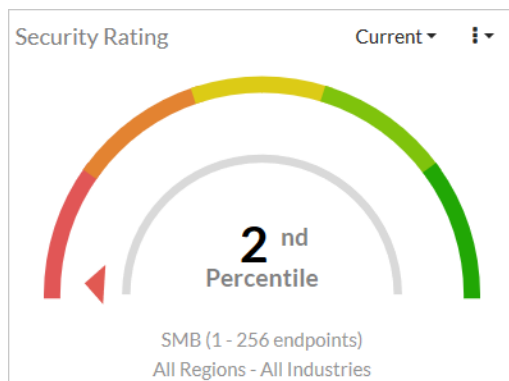 Security Rating
Current
2 nd
Percentile
SMB (1 - 256 endpoints)
All Regions - All Industries